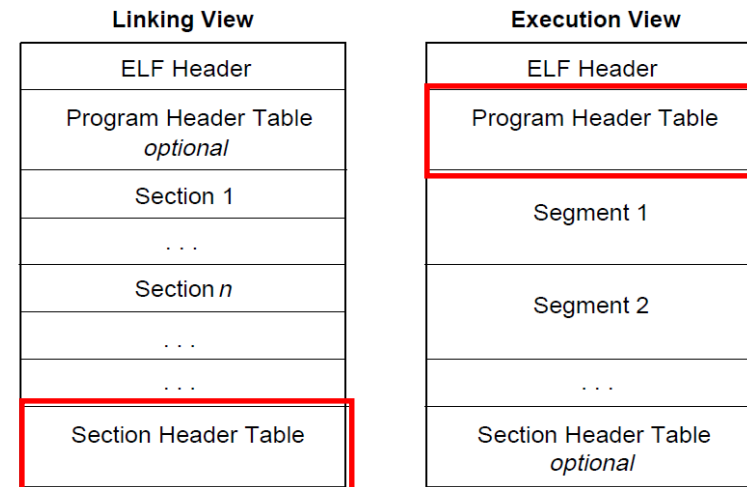 Linking View
ELF Header
Program Header Table
optional
Section 1
. . .
Section n
. . .
. . .
Section Header Table
Execution View
ELF Header
Program Header Table
Segment 1
Segment 2
. . .
Section Header Table
optional